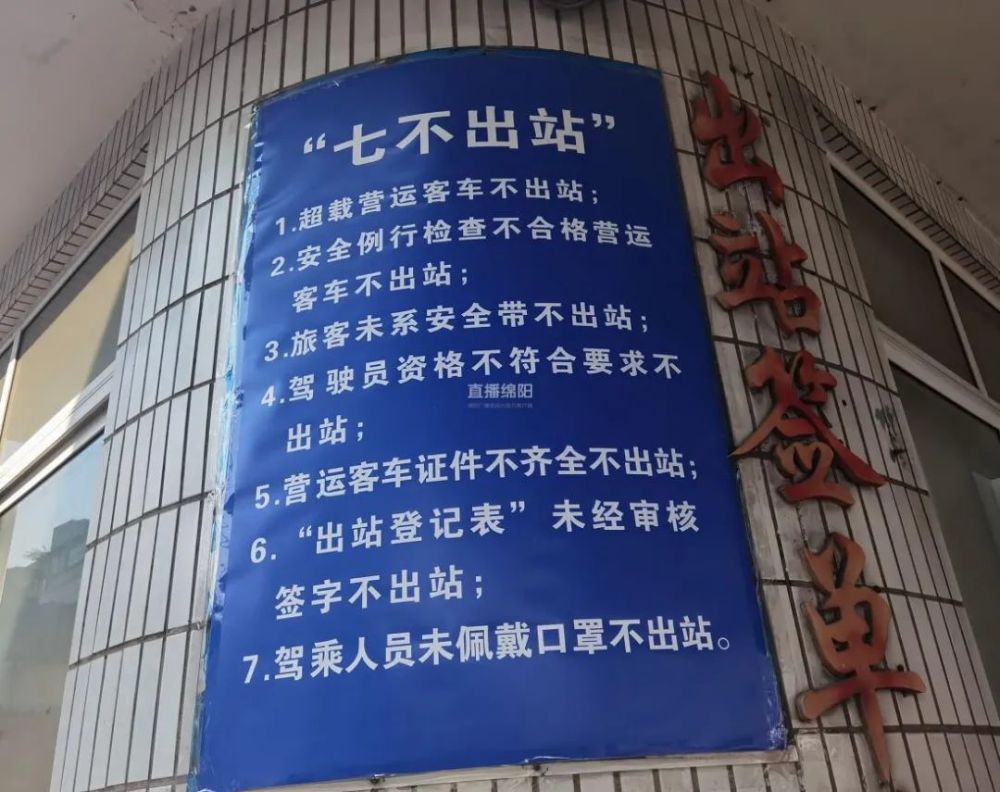 “七不出站”
1.超载营运客车不出站；
2.安全例行检查不合格营运
客车不出站；
3.旅客未系安全带不出站；
4.驾驶员资格不符合要求不
出站；
5.营运客车证件不齐全不出站；
6.“出站登记表”未经审核
签字不出站；
7.驾乘人员未佩戴口罩不出站。
直播绵阳
出站签单